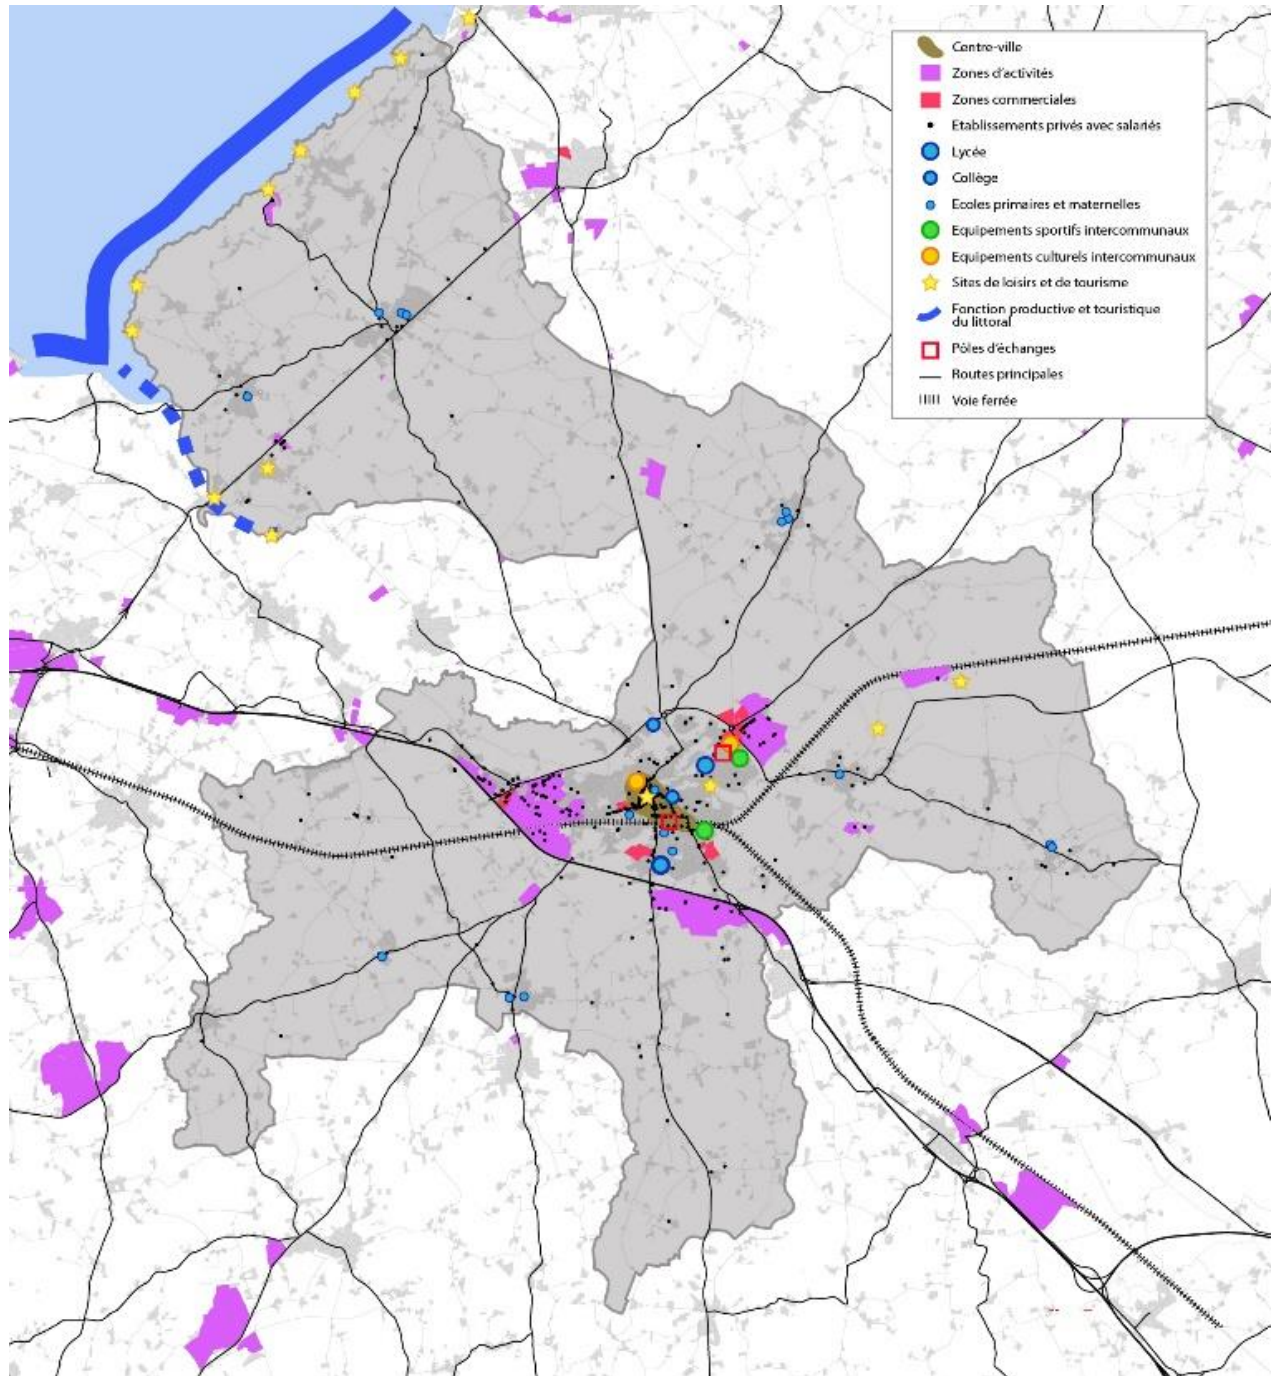 Centre-ville
Zones d'activités
Zones commerciales
Etablissements privés avec salariés
Lycée
Collège
Ecoles primaires et maternelles
Equipements sportifs intercommunaux
Equipements culturels intercommunaux
Sites de loisirs et de tourisme
Fonction productive et touristique
du littoral
Pôles d'échanges
Routes principales
Voie ferrée